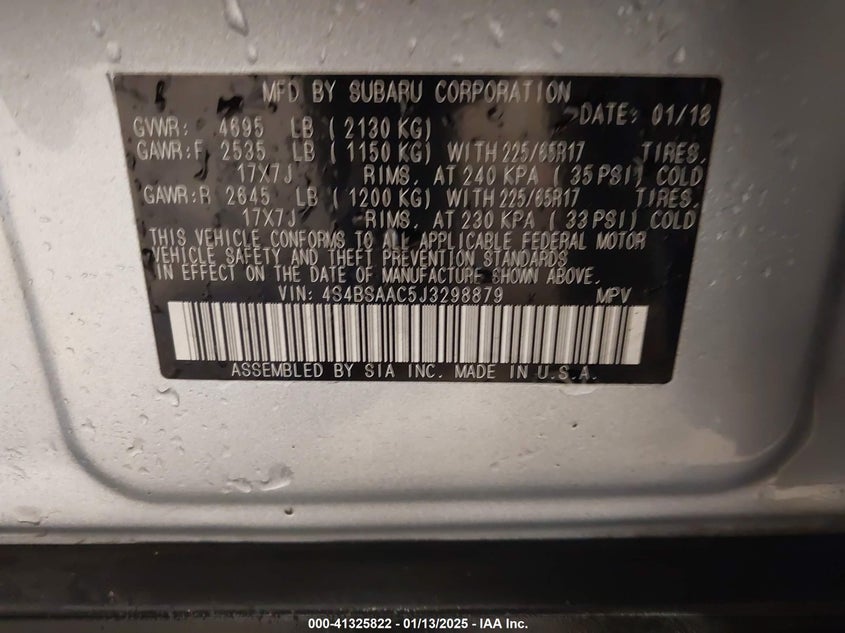 MFD BY SUBARU CORPORATION
DATE: 01/18
GVWR: 4695 LB ( 2130 KG)
GAWR:F 2535 LB ( 1150 KG) WITH 225/65R17 TIRES,
17X7J RIMS, AT 240 KPA ( 35 PSI) COLD
GAWR:R 2645 LB ( 1200 KG) WITH 225/65R17 TIRES,
17X7J RIMS, AT 230 KPA ( 33 PSI) COLD
THIS VEHICLE CONFORMS TO ALL APPLICABLE FEDERAL MOTOR
VEHICLE SAFETY AND THEFT PREVENTION STANDARDS
IN EFFECT ON THE DATE OF MANUFACTURE SHOWN ABOVE.
VIN: 4S4BSAAC5J3298879 MPV
ASSEMBLED BY SIA INC. MADE IN U.S.A.
000-41325822 - 01/13/2025 - IAA Inc.